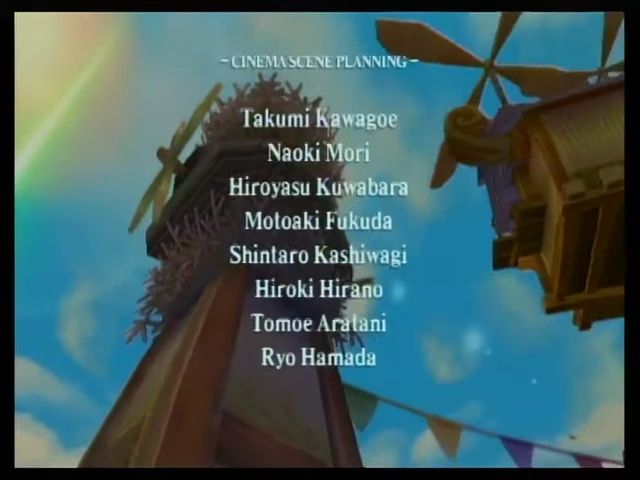 - CINEMA SCENE PLANNING -
Takumi Kawagoe
Naoki Mori
Hiroyasu Kuwabara
Motoaki Fukuda
Shintaro Kashiwagi
Hiroki Hirano
Tomoe Aratani
Ryo Hamada